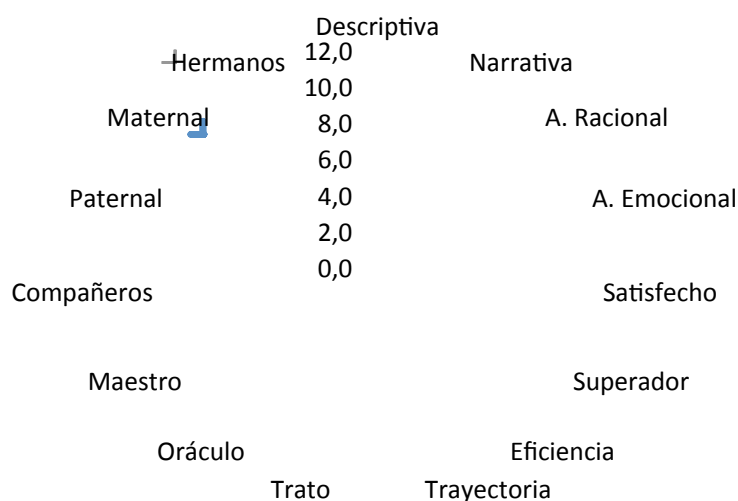 Descriptiva
Hermanos 12,0 Narrativa
10,0
Maternal 8,0 A. Racional
6,0
Paternal 4,0 A. Emocional
2,0
0,0
Compañeros Satisfecho
Maestro Superador
Oráculo Eficiencia
Trato Trayectoria